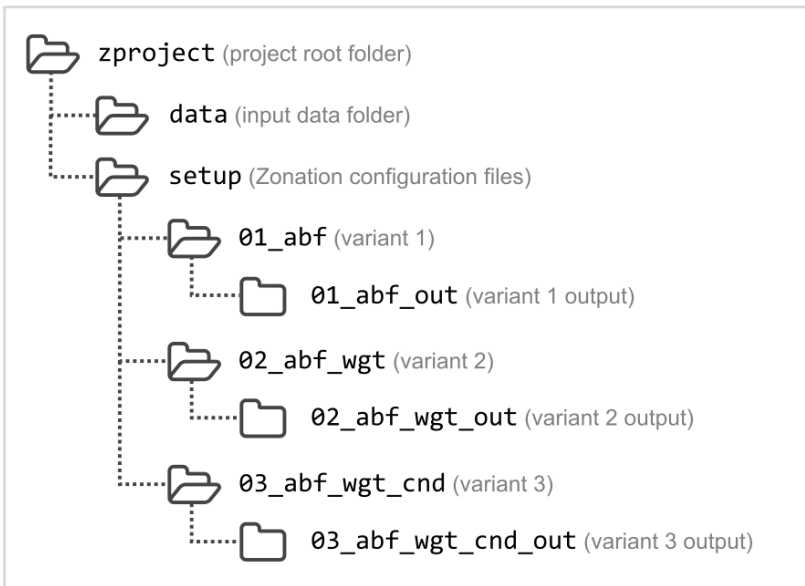 zproject (project root folder)
data (input data folder)
setup (Zonation configuration files)
01_abf (variant 1)
01_abf_out (variant 1 output)
02_abf_wgt (variant 2)
02_abf_wgt_out (variant 2 output)
03_abf_wgt_cnd (variant 3)
03_abf_wgt_cnd_out (variant 3 output)